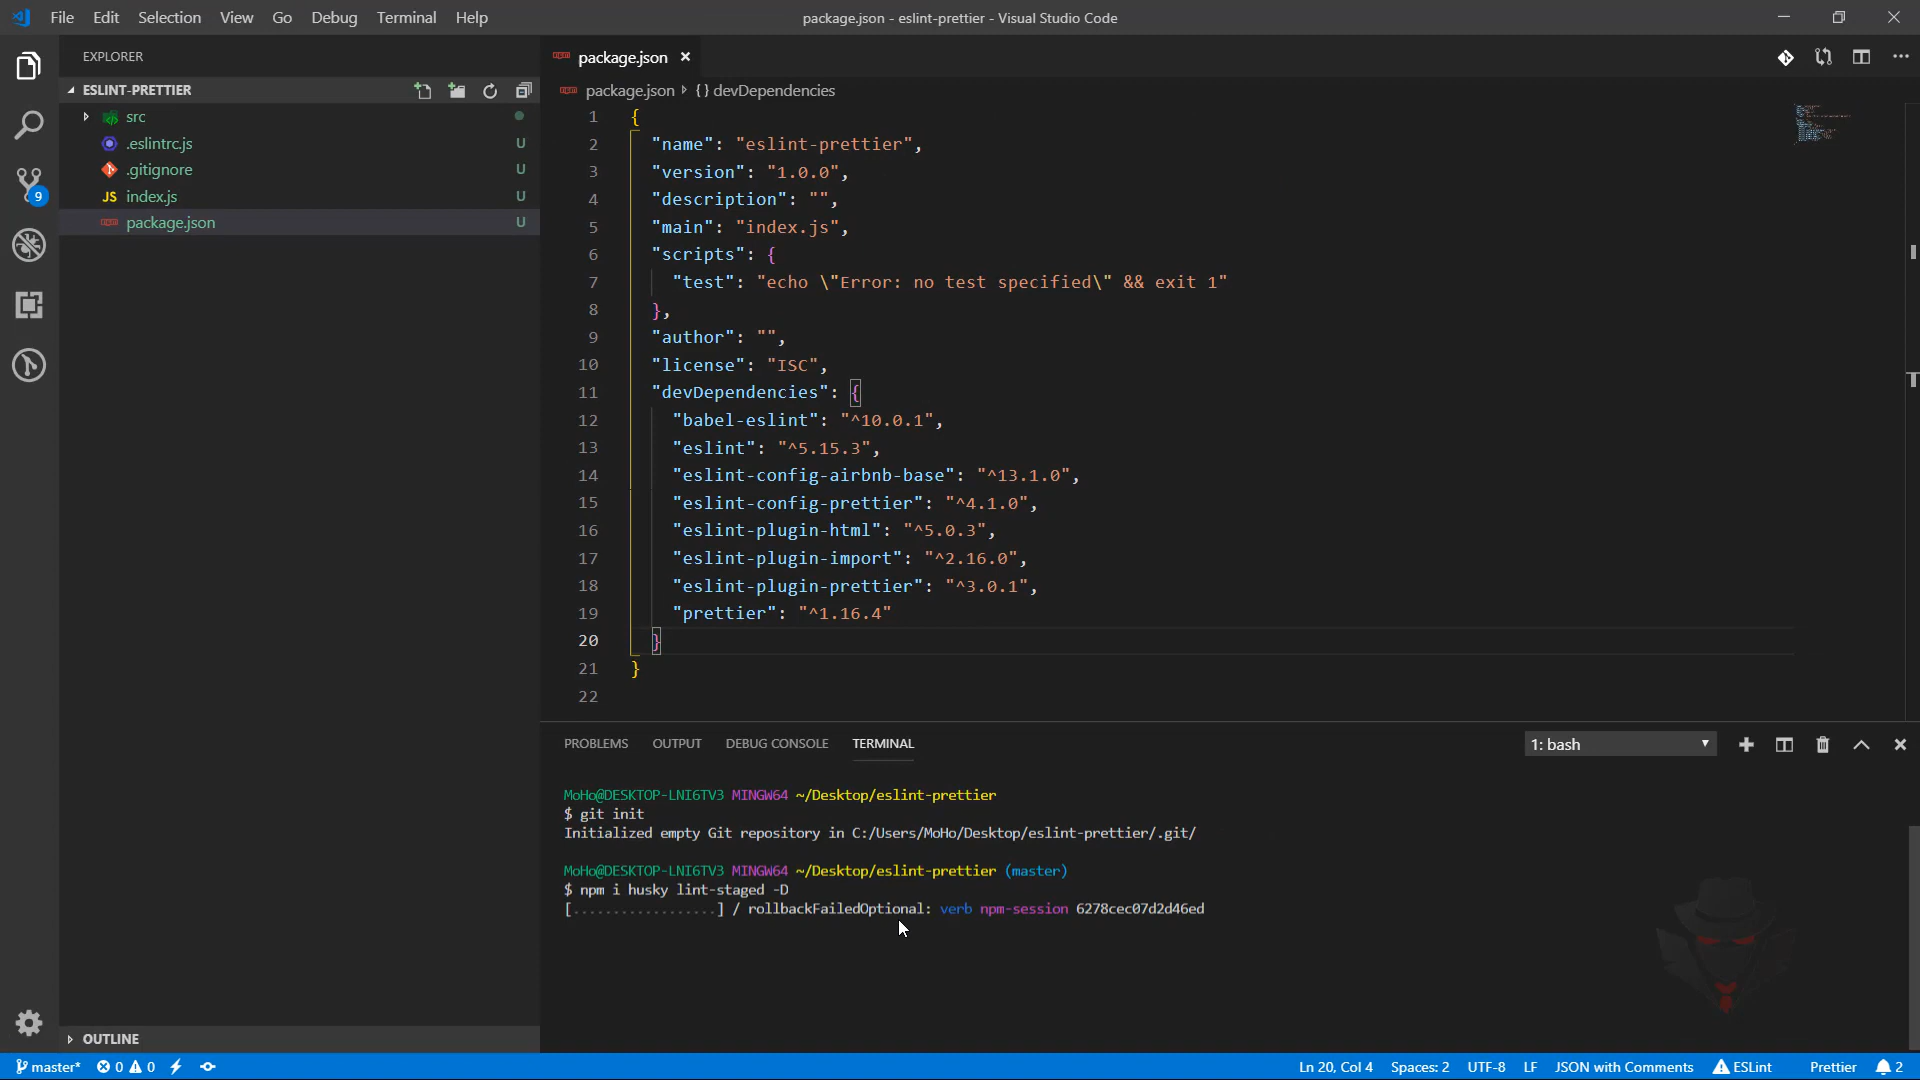 File Edit Selection View Go Debug Terminal Help
package.json - eslint-prettier - Visual Studio Code
EXPLORER
ESLINT-PRETTIER
src
.eslintrc.js U
.gitignore U
JS index.js U
package.json U
9
OUTLINE
package.json
package.json {} devDependencies
1 {
2 "name": "eslint-prettier",
3 "version": "1.0.0",
4 "description": "",
5 "main": "index.js",
6 "scripts": {
7 "test": "echo \"Error: no test specified\" && exit 1"
8 },
9 "author": "",
10 "license": "ISC",
11 "devDependencies": {
12 "babel-eslint": "^10.0.1",
13 "eslint": "^5.15.3",
14 "eslint-config-airbnb-base": "^13.1.0",
15 "eslint-config-prettier": "^4.1.0",
16 "eslint-plugin-html": "^5.0.3",
17 "eslint-plugin-import": "^2.16.0",
18 "eslint-plugin-prettier": "^3.0.1",
19 "prettier": "^1.16.4"
20 }
21 }
22
PROBLEMS OUTPUT DEBUG CONSOLE TERMINAL
1: bash
MoHo@DESKTOP-LNI6TV3 MINGW64 ~/Desktop/eslint-prettier
$ git init
Initialized empty Git repository in C:/Users/MoHo/Desktop/eslint-prettier/.git/
MoHo@DESKTOP-LNI6TV3 MINGW64 ~/Desktop/eslint-prettier (master)
$ npm i husky lint-staged -D
[..................] / rollbackFailedOptional: verb npm-session 6278cec07d2d46ed
master* 0 0
Ln 20, Col 4 Spaces: 2 UTF-8 LF JSON with Comments ESLint Prettier 2